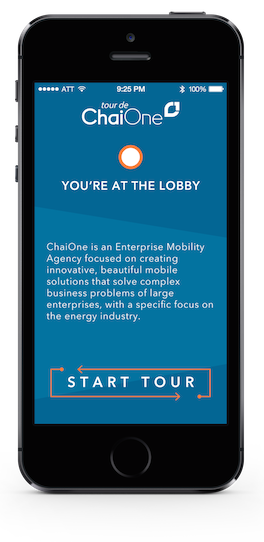 ATT 9:25 PM 100%
tour de
ChaiOne
YOU'RE AT THE LOBBY
ChaiOne is an Enterprise Mobility
Agency focused on creating
innovative, beautiful mobile
solutions that solve complex
business problems of large
enterprises, with a specific focus on
the energy industry.
START TOUR